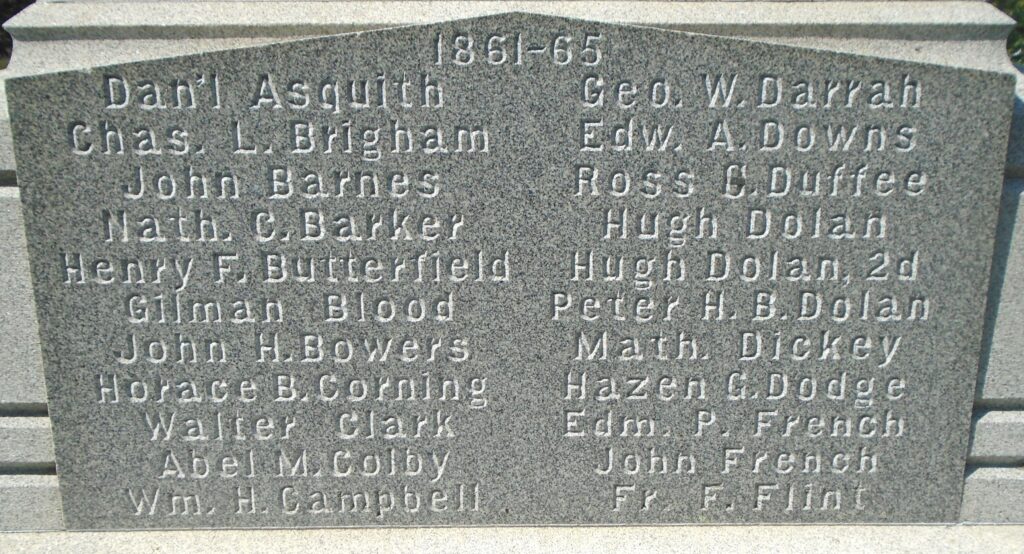 1861-65
Dan'l Asquith
Chas. L. Brigham
John Barnes
Nath. C. Barker
Henry F. Butterfield
Gilman Blood
John H. Bowers
Horace B. Corning
Walter Clark
Abel M. Colby
Wm. H. Campbell
Geo. W. Darrah
Edw. A. Downs
Ross C. Duffee
Hugh Dolan
Hugh Dolan, 2d
Peter H. B. Dolan
Math. Dickey
Hazen G. Dodge
Edm. P. French
John French
Fr. F. Flint